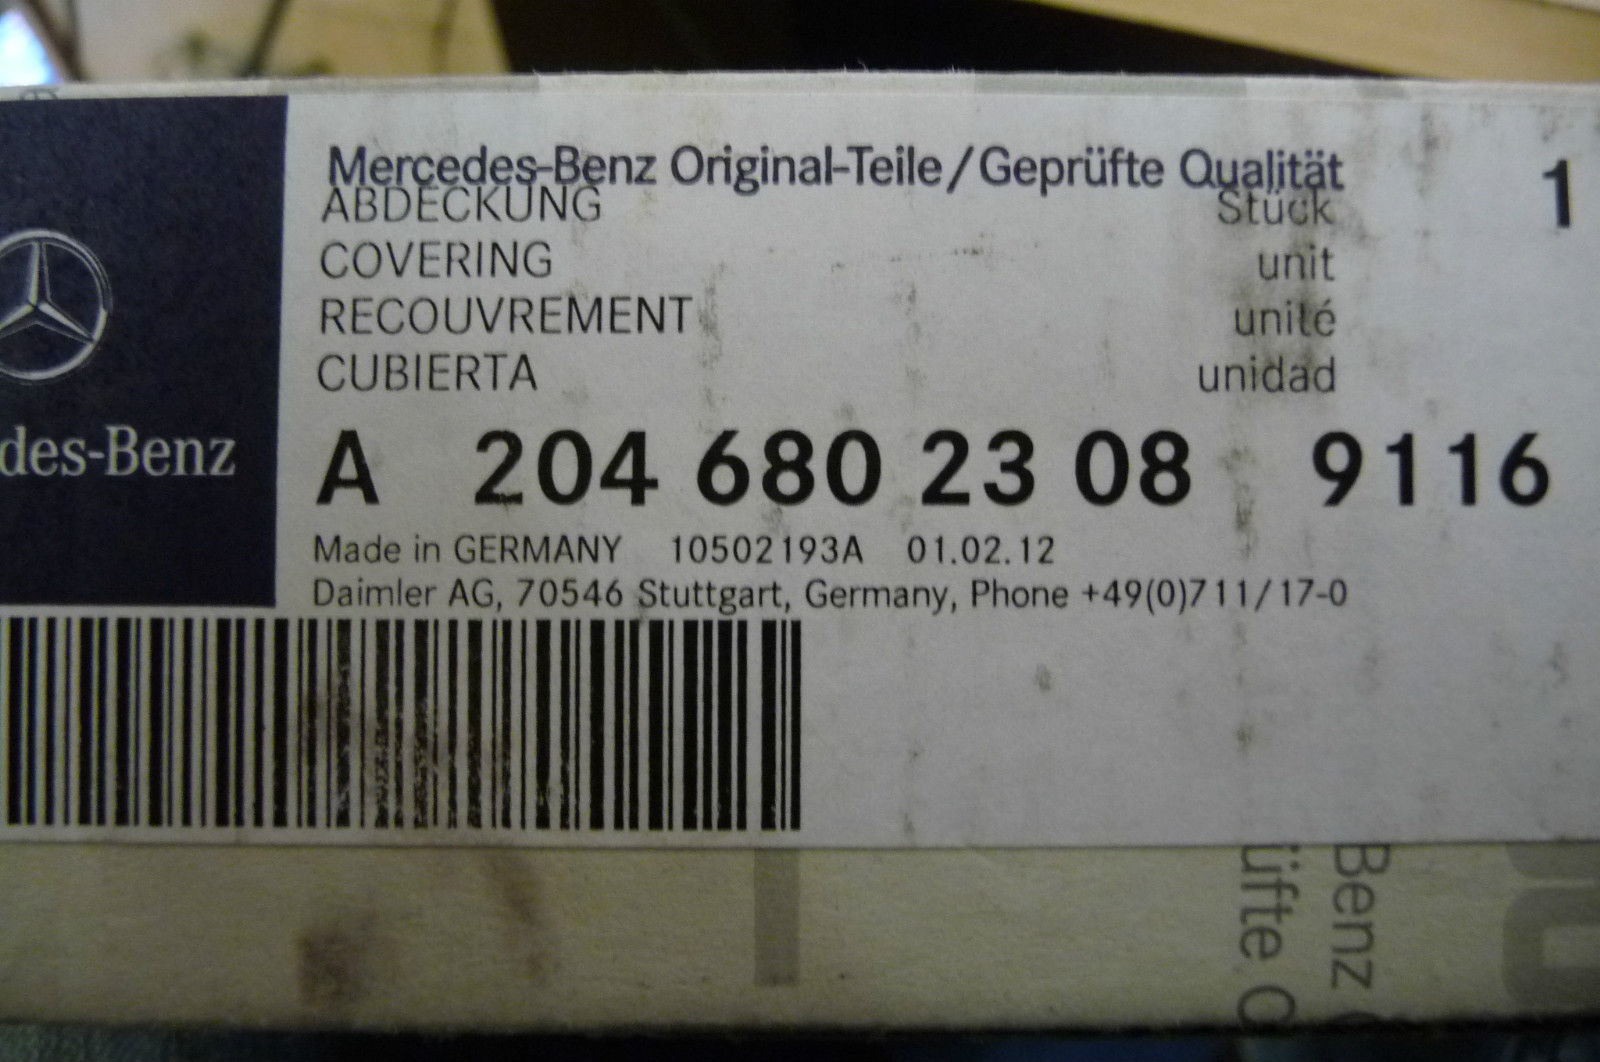 Mercedes-Benz Original-Teile/Geprüfte Qualität
ABDECKUNG Stück 1
COVERING unit
RECOUVREMENT unité
CUBIERTA unidad
des-Benz
A 204 680 23 08 9116
Made in GERMANY 10502193A 01.02.12
Daimler AG, 70546 Stuttgart, Germany, Phone +49(0)711/17-0
Benz
üfte Q